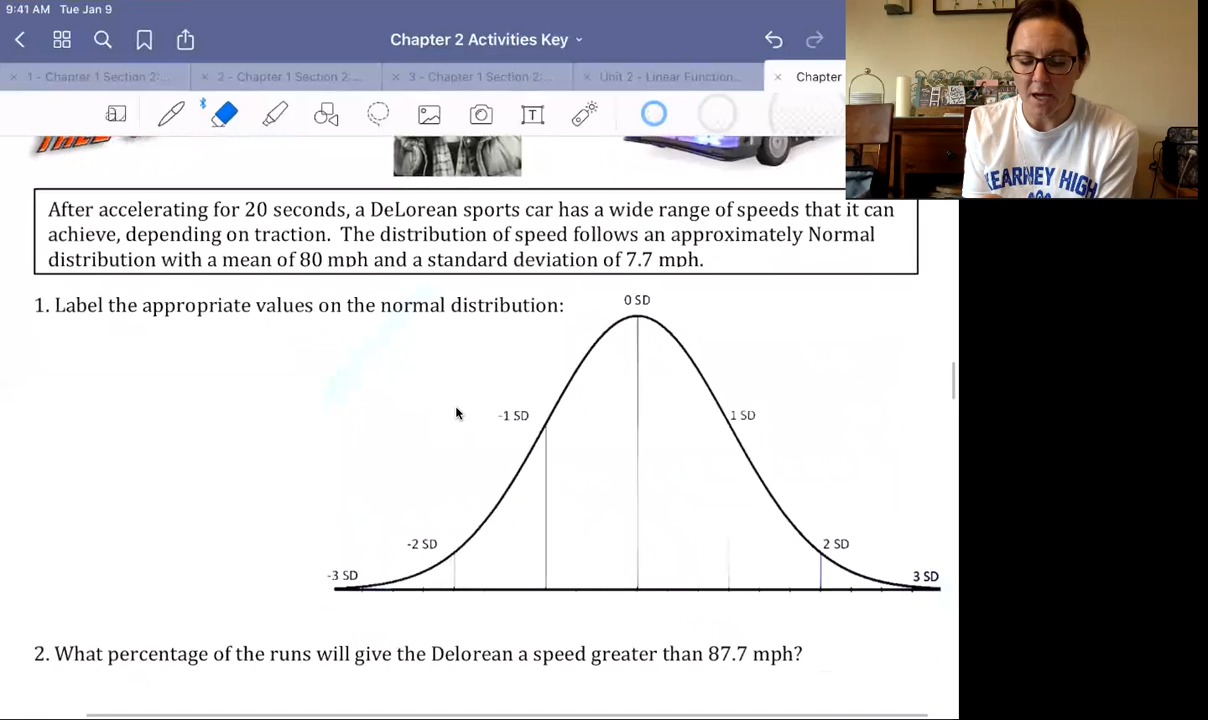 9:41 AM Tue Jan 9
Chapter 2 Activities Key
1 - Chapter 1 Section 2:...
2 - Chapter 1 Section 2:...
3 - Chapter 1 Section 2:...
Unit 2 - Linear Function...
Chapter
KEARNEY HIGH
After accelerating for 20 seconds, a DeLorean sports car has a wide range of speeds that it can
achieve, depending on traction. The distribution of speed follows an approximately Normal
distribution with a mean of 80 mph and a standard deviation of 7.7 mph.
1. Label the appropriate values on the normal distribution:
0 SD
-1 SD
1 SD
-2 SD
2 SD
-3 SD
3 SD
2. What percentage of the runs will give the Delorean a speed greater than 87.7 mph?